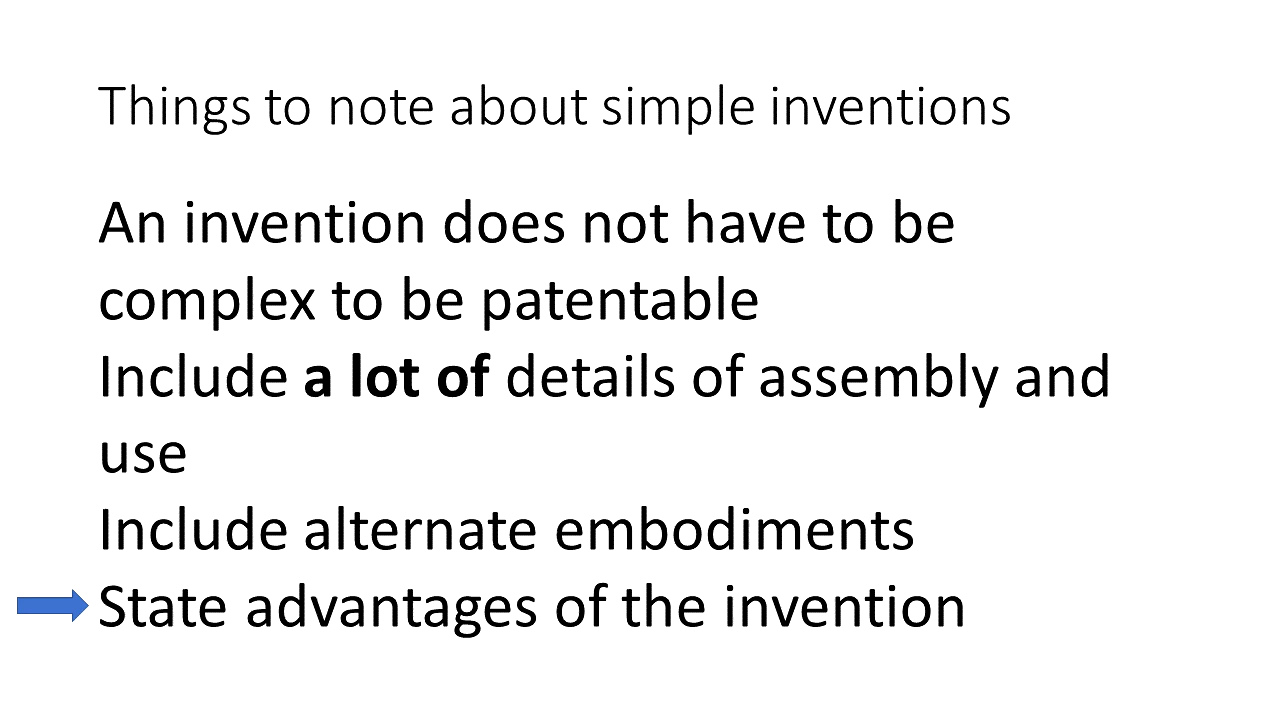 Things to note about simple inventions
An invention does not have to be
complex to be patentable
Include a lot of details of assembly and
use
Include alternate embodiments
State advantages of the invention